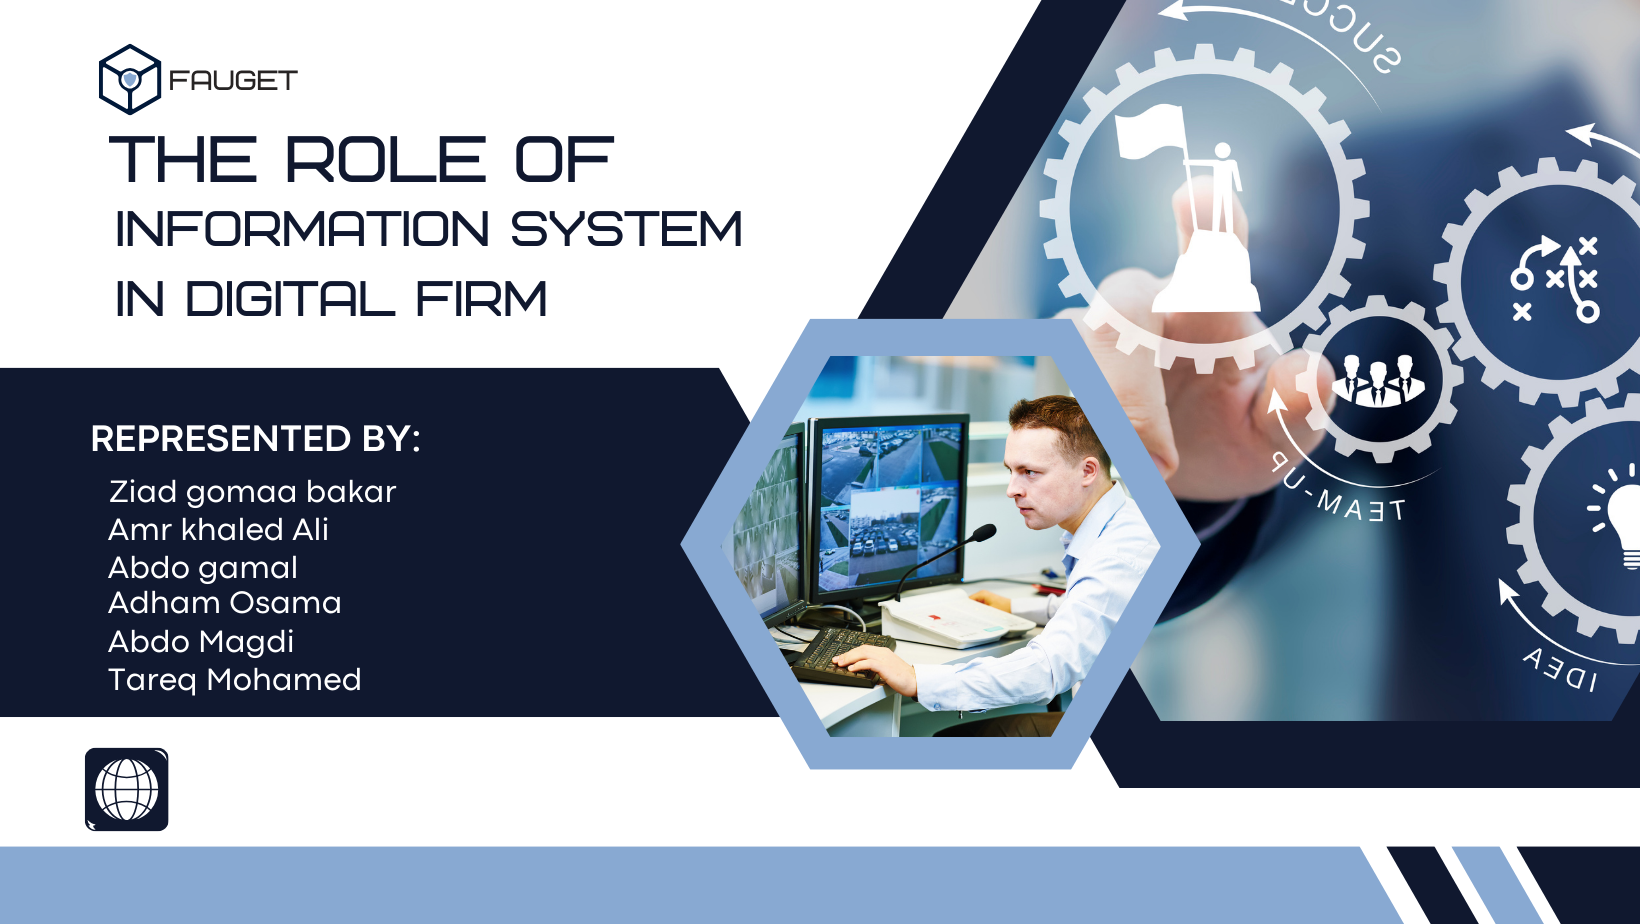 FAUGET
THE ROLE OF
INFORMATION SYSTEM
IN DIGITAL FIRM
REPRESENTED BY:
Ziad gomaa bakar
Amr khaled Ali
Abdo gamal
Adham Osama
Abdo Magdi
Tareq Mohamed
TEAM-UP
IDEA